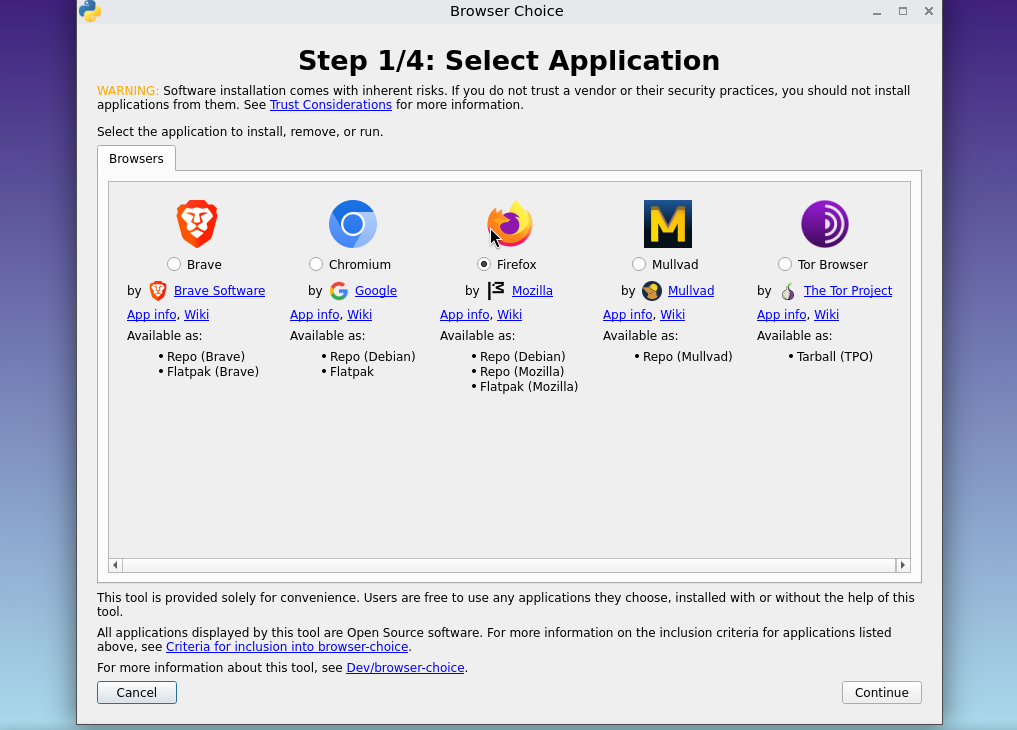 Browser Choice
Step 1/4: Select Application
WARNING: Software installation comes with inherent risks. If you do not trust a vendor or their security practices, you should not install
applications from them. See Trust Considerations for more information.
Select the application to install, remove, or run.
Browsers
Brave
Chromium
Firefox
Mullvad
Tor Browser
by Brave Software
by Google
by Mozilla
by Mullvad
by The Tor Project
App info, Wiki
App info, Wiki
App info, Wiki
App info, Wiki
App info, Wiki
Available as:
Available as:
Available as:
Available as:
Available as:
• Repo (Brave)
• Repo (Debian)
• Repo (Debian)
• Repo (Mullvad)
• Tarball (TPO)
• Flatpak (Brave)
• Flatpak
• Repo (Mozilla)
• Flatpak (Mozilla)
This tool is provided solely for convenience. Users are free to use any applications they choose, installed with or without the help of this
tool.
All applications displayed by this tool are Open Source software. For more information on the inclusion criteria for applications listed
above, see Criteria for inclusion into browser-choice.
For more information about this tool, see Dev/browser-choice.
Cancel
Continue